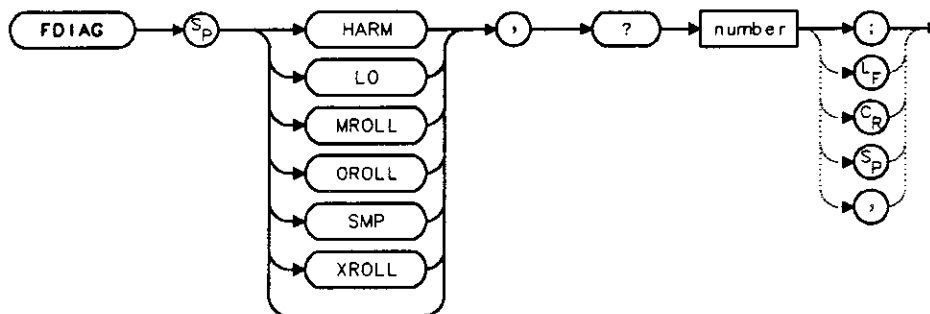 FDIAG SP HARM , ? number ;
LO LF
MROLL CR
OROLL SP
SMP ,
XROLL